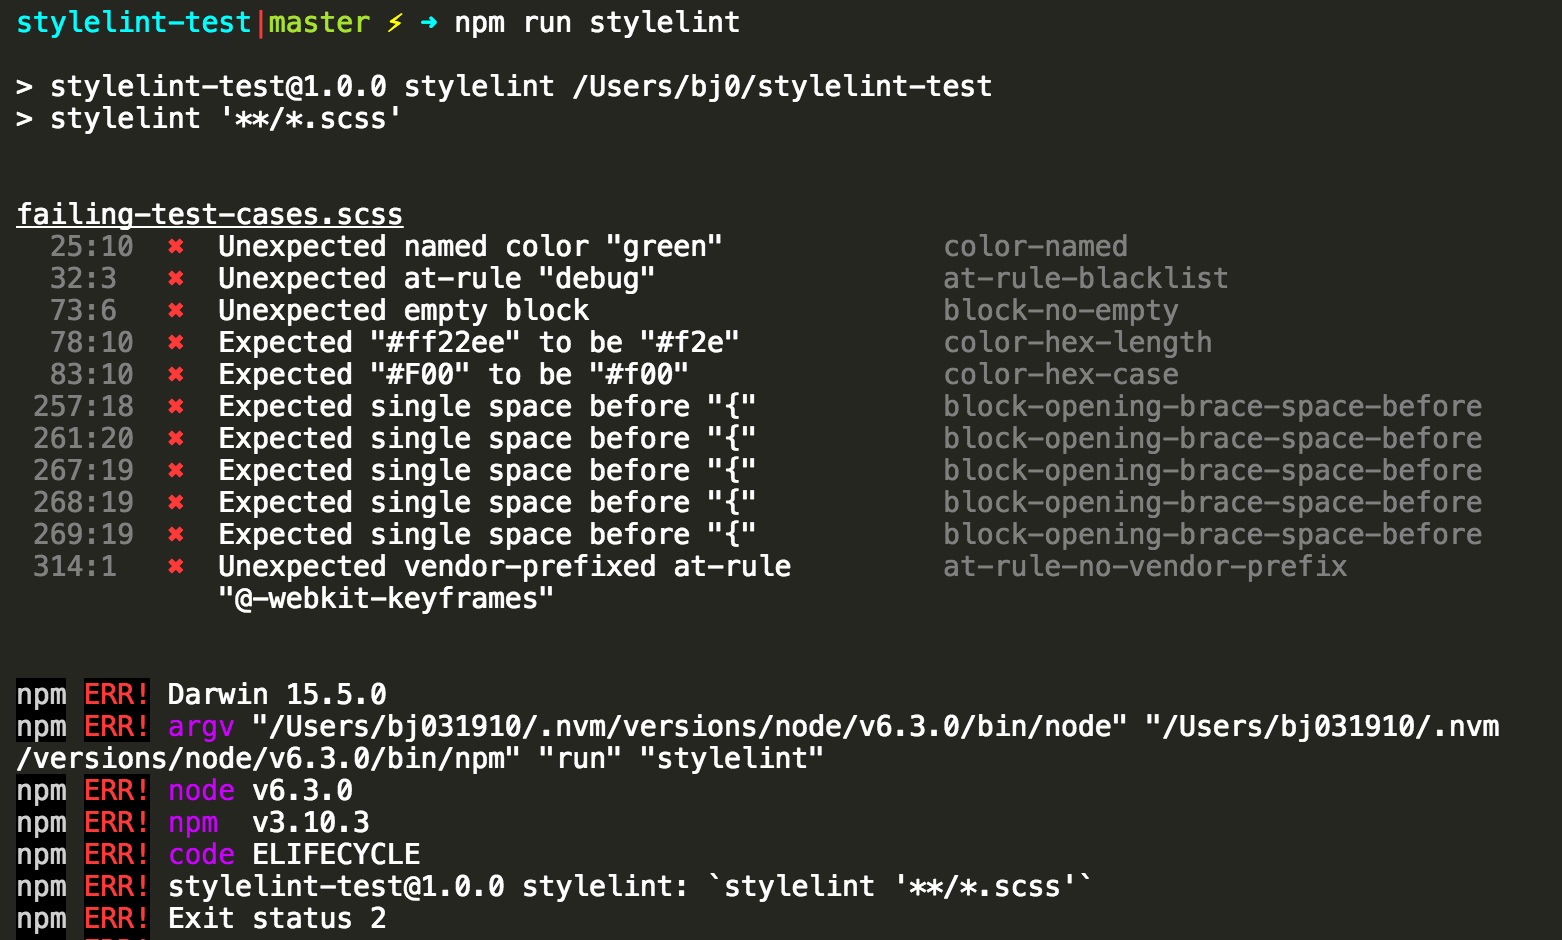 stylelint-test|master ⚡ ➜ npm run stylelint
> stylelint-test@1.0.0 stylelint /Users/bj0/stylelint-test
> stylelint '**/*.scss'
failing-test-cases.scss
25:10 ✖ Unexpected named color "green" color-named
32:3 ✖ Unexpected at-rule "debug" at-rule-blacklist
73:6 ✖ Unexpected empty block block-no-empty
78:10 ✖ Expected "#ff22ee" to be "#f2e" color-hex-length
83:10 ✖ Expected "#F00" to be "#f00" color-hex-case
257:18 ✖ Expected single space before "{" block-opening-brace-space-before
261:20 ✖ Expected single space before "{" block-opening-brace-space-before
267:19 ✖ Expected single space before "{" block-opening-brace-space-before
268:19 ✖ Expected single space before "{" block-opening-brace-space-before
269:19 ✖ Expected single space before "{" block-opening-brace-space-before
314:1 ✖ Unexpected vendor-prefixed at-rule at-rule-no-vendor-prefix
"@-webkit-keyframes"
npm ERR! Darwin 15.5.0
npm ERR! argv "/Users/bj031910/.nvm/versions/node/v6.3.0/bin/node" "/Users/bj031910/.nvm
/versions/node/v6.3.0/bin/npm" "run" "stylelint"
npm ERR! node v6.3.0
npm ERR! npm v3.10.3
npm ERR! code ELIFECYCLE
npm ERR! stylelint-test@1.0.0 stylelint: `stylelint '**/*.scss'`
npm ERR! Exit status 2